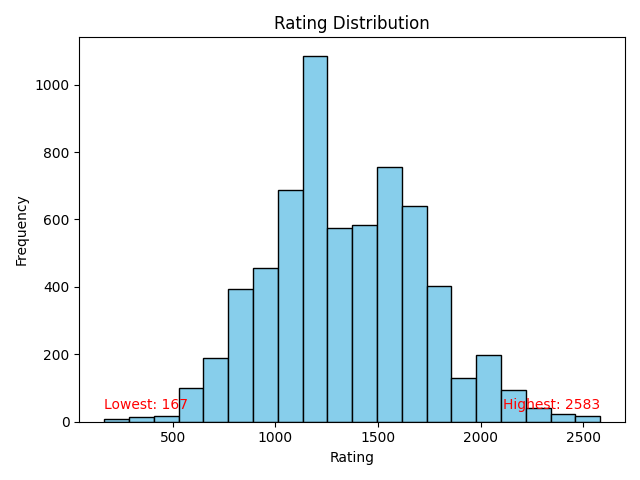 Rating Distribution
1000
800
600
400
200
0
Frequency
Lowest: 167
Highest: 2583
500 1000 1500 2000 2500
Rating